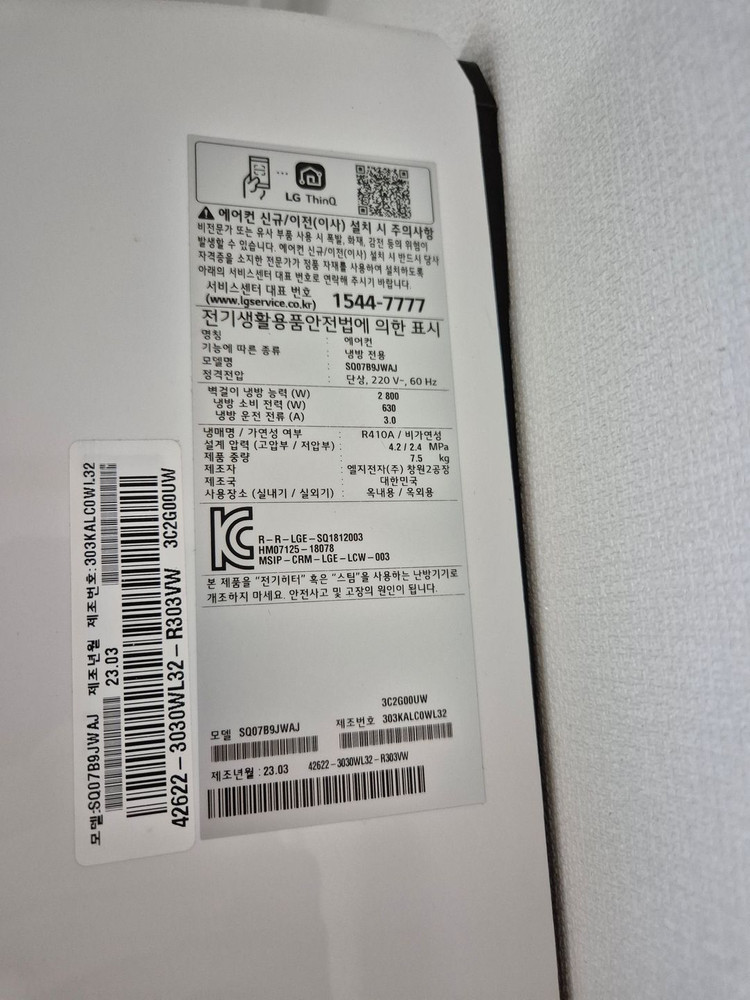 LG ThinQ
에어컨 신규/이전(이사) 설치 시 주의사항
비전문가 또는 유사 부품 사용 시 폭발, 화재, 감전 등의 위험이
발생할 수 있습니다. 에어컨 신규/이전(이사) 설치 시 반드시 당사
자격증을 소지한 전문가가 정품 자재를 사용하여 설치하도록
아래의 서비스센터 대표 번호로 연락해 주시기 바랍니다.
서비스센터 대표 번호
(www.lgservice.co.kr) 1544-7777
전기생활용품안전법에 의한 표시
명칭 : 에어컨
기능에 따른 종류 : 냉방 전용
모델명 : SQ07B9JWAJ
정격전압 : 단상, 220 V~, 60 Hz
벽걸이 냉방 능력 (W) 2 800
냉방 소비 전력 (W) 630
냉방 운전 전류 (A) 3.0
냉매명 / 가연성 여부 : R410A / 비가연성
설계 압력 (고압부 / 저압부) : 4.2 / 2.4 MPa
제품 중량 : 7.5 kg
제조자 : 엘지전자(주) 창원2공장
제조국 : 대한민국
사용장소 (실내기 / 실외기) : 옥내용 / 옥외용
R-R-LGE-SQ1812003
HM07125-18078
MSIP-CRM-LGE-LCW-003
본 제품을 "전기히터" 혹은 "스팀"을 사용하는 난방기기로
개조하지 마세요. 안전사고 및 고장의 원인이 됩니다.
3C2G00UW
모델 SQ07B9JWAJ 제조번호 303KALC0WL32
제조년월 : 23.03 42622-3030WL32-R303VW
모델:SQ07B9JWAJ 제조년월 제조번호:303KALC0WL32
23.03
42622-3030WL32-R303VW 3C2G00UW